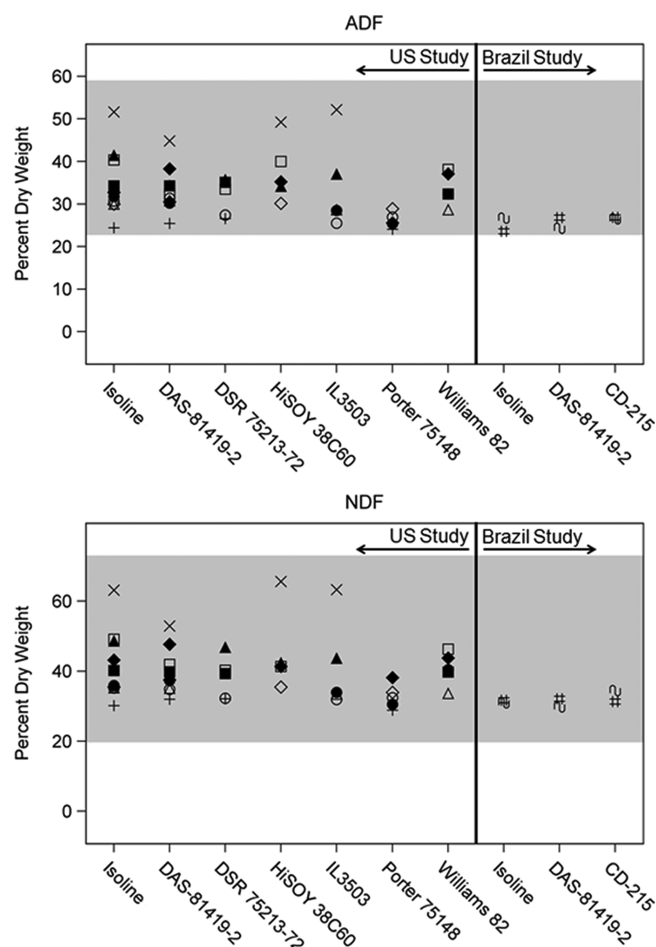 ADF
US Study Brazil Study
Percent Dry Weight
60
50
40
30
20
10
0
Isoline DAS-81419-2 DSR 75213-72 HiSOY 38C60 IL3503 Porter 75148 Williams 82 Isoline DAS-81419-2 CD-215
NDF
US Study Brazil Study
Percent Dry Weight
60
40
20
0
Isoline DAS-81419-2 DSR 75213-72 HiSOY 38C60 IL3503 Porter 75148 Williams 82 Isoline DAS-81419-2 CD-215